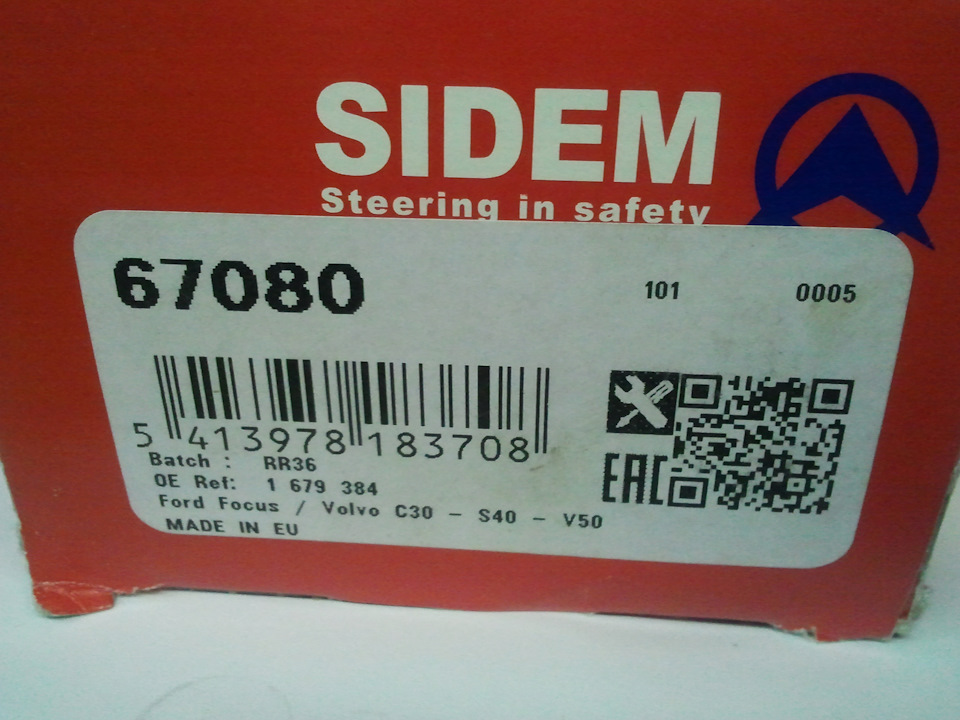 SIDEM
Steering in safety
67080 101 0005
5 413978 183708
Batch : RR36
OE Ref: 1 679 384
EAC
Ford Focus / Volvo C30 - S40 - V50
MADE IN EU